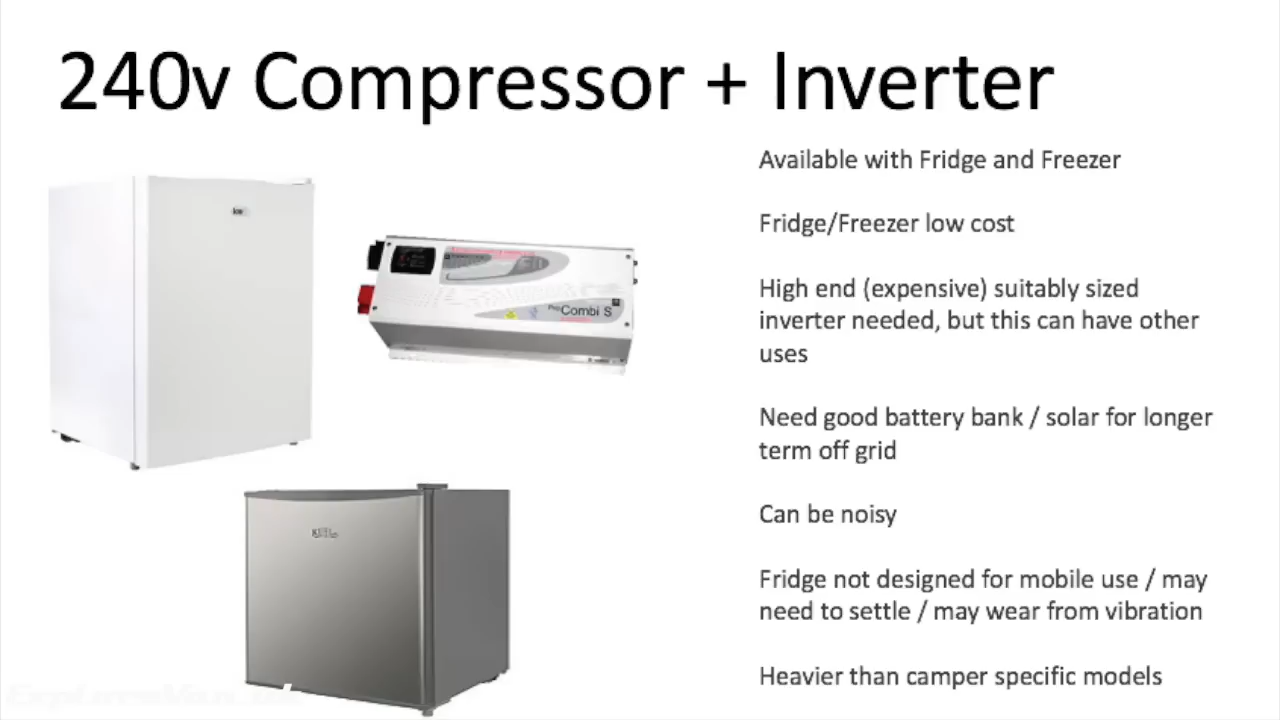 240v Compressor + Inverter
Available with Fridge and Freezer
Fridge/Freezer low cost
High end (expensive) suitably sized
inverter needed, but this can have other
uses
Need good battery bank / solar for longer
term off grid
Can be noisy
Fridge not designed for mobile use / may
need to settle / may wear from vibration
Heavier than camper specific models
Combi S